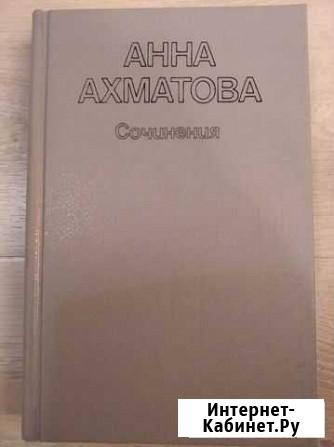 АННА
АХМАТОВА
Сочинения
Интернет-
Кабинет.Ру